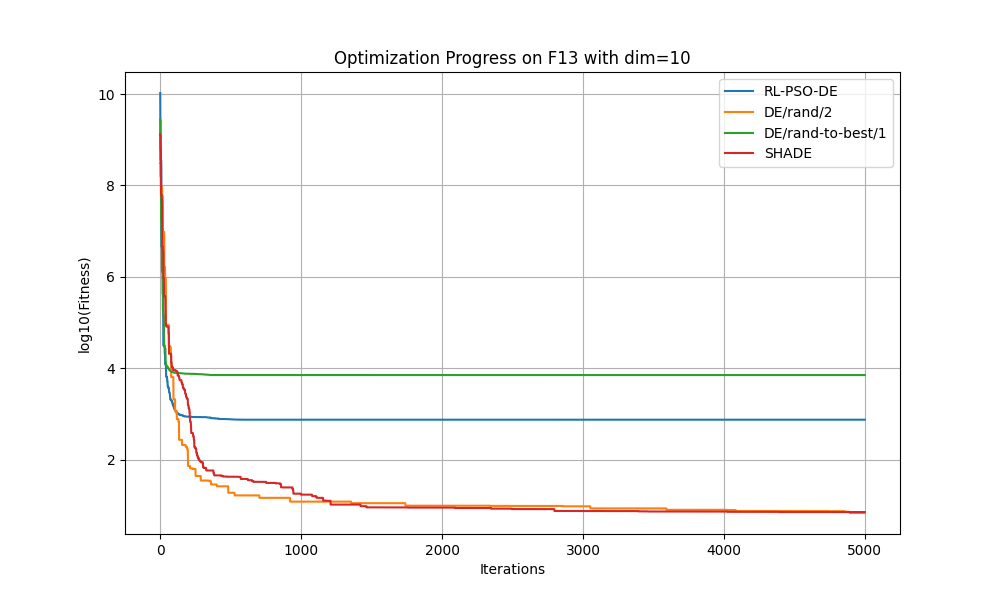 Optimization Progress on F13 with dim=10
log10(Fitness)
10
8
6
4
2
RL-PSO-DE
DE/rand/2
DE/rand-to-best/1
SHADE
0
1000
2000
3000
4000
5000
Iterations